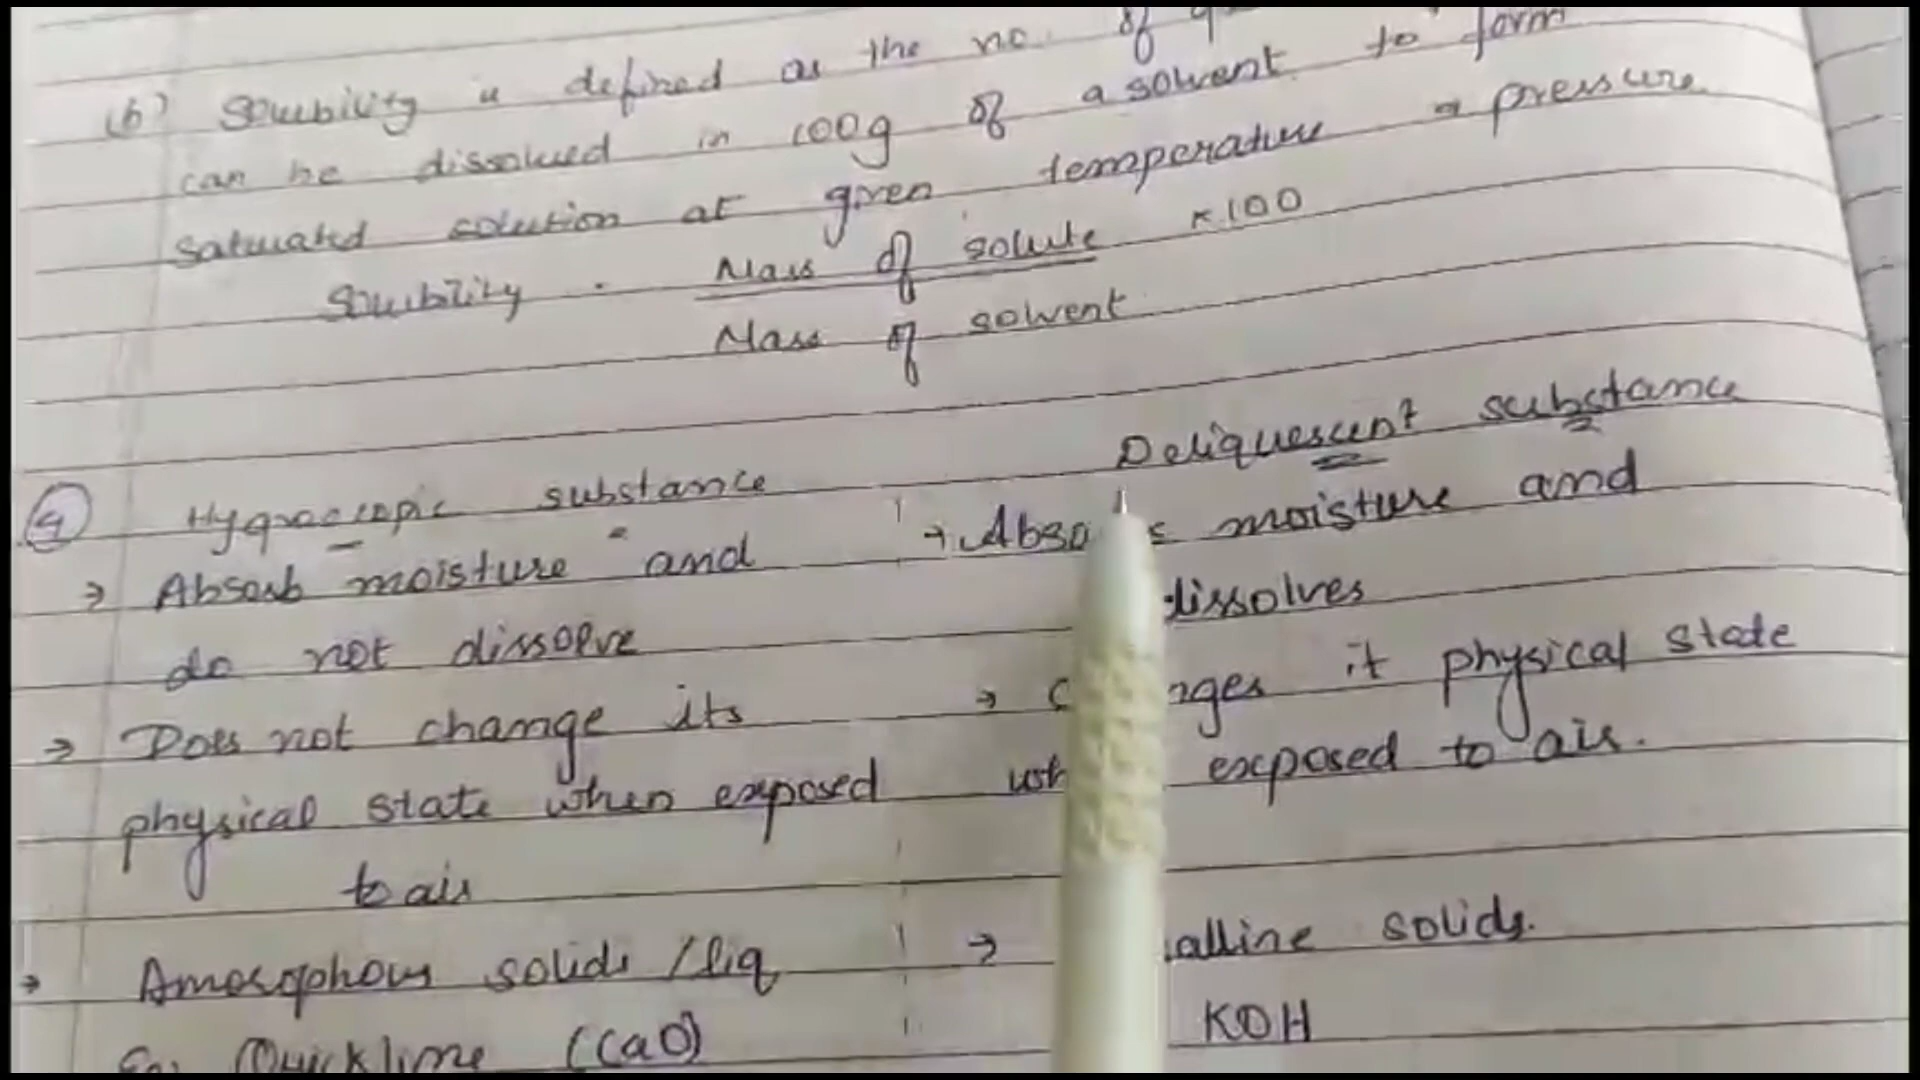 (b) Solubility is defined as the no. of
can be dissolved in 100g of a solvent to form
saturated solution at given temperature pressure
Solubility Mass of solute × 100
Mass of solvent
4 Hygroscopic substance
→ Absorb moisture and
do not dissolve
→ Does not change its
physical state when exposed
to air
→ Amorphous solids / liq
Quicklime (CaO)
Deliquescent substance
→ moisture and
dissolves
→ it physical state
exposed to air.
→ solids.
KOH